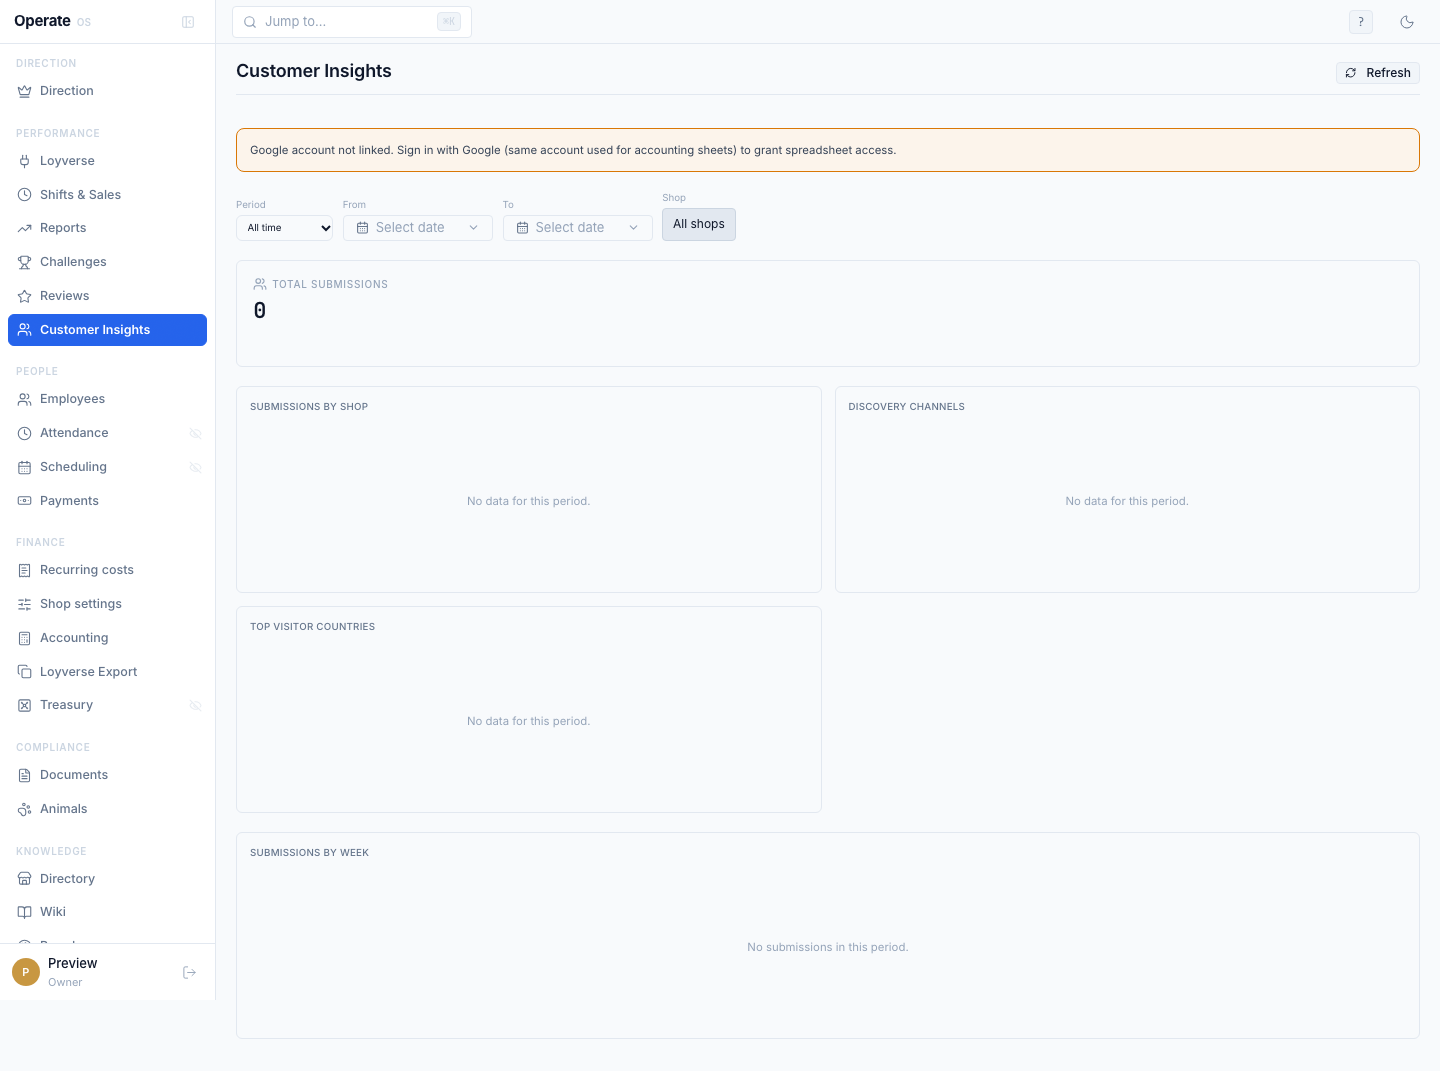 Operate OS
Jump to...
⌘K
?
DIRECTION
Direction
PERFORMANCE
Loyverse
Shifts & Sales
Reports
Challenges
Reviews
Customer Insights
PEOPLE
Employees
Attendance
Scheduling
Payments
FINANCE
Recurring costs
Shop settings
Accounting
Loyverse Export
Treasury
COMPLIANCE
Documents
Animals
KNOWLEDGE
Directory
Wiki
Preview
P
Owner
Customer Insights
Refresh
Google account not linked. Sign in with Google (same account used for accounting sheets) to grant spreadsheet access.
Period
From
To
Shop
All time
Select date
Select date
All shops
TOTAL SUBMISSIONS
0
SUBMISSIONS BY SHOP
No data for this period.
DISCOVERY CHANNELS
No data for this period.
TOP VISITOR COUNTRIES
No data for this period.
SUBMISSIONS BY WEEK
No submissions in this period.